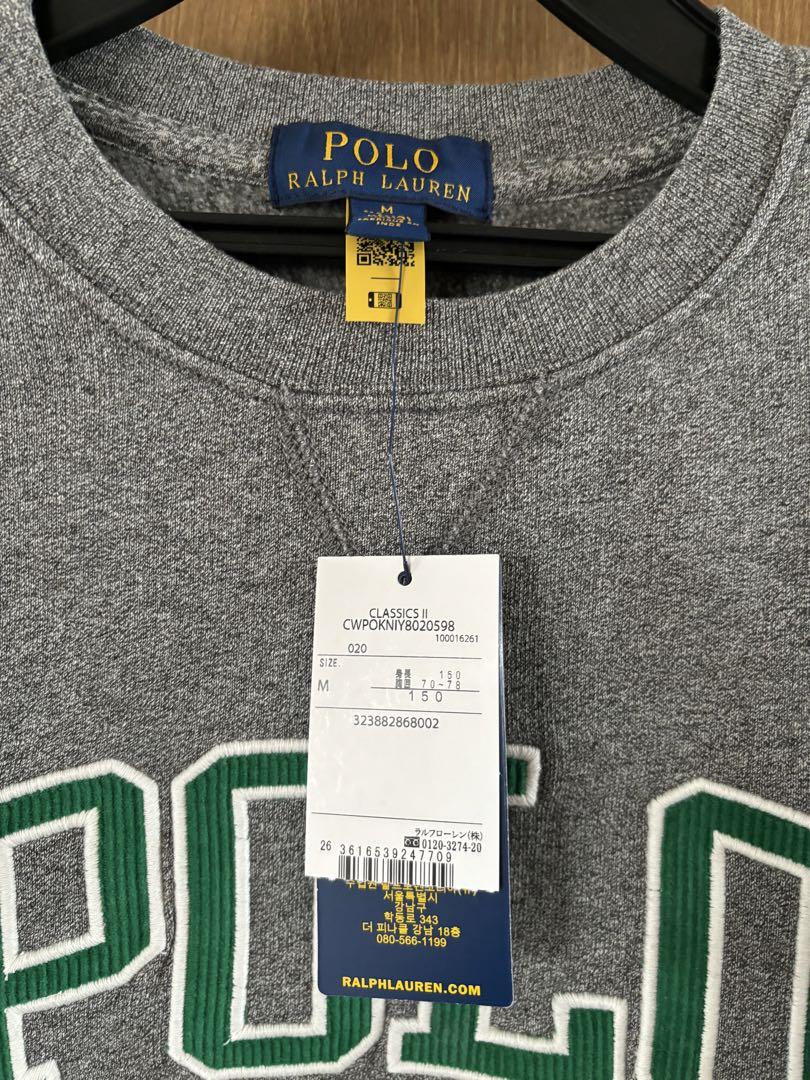 POLO
RALPH LAUREN
M
CLASSICS II
CWPOKNIY8020598
100016261
020
SIZE.
身長 150
M
胸囲 70~78
150
323882868002
ラルフローレン(株)
0120-3274-20
26 3616539247709
서울특별시
강남구
학동로 343
더 피나클 강남 18층
080-566-1199
RALPHLAUREN.COM
POLO